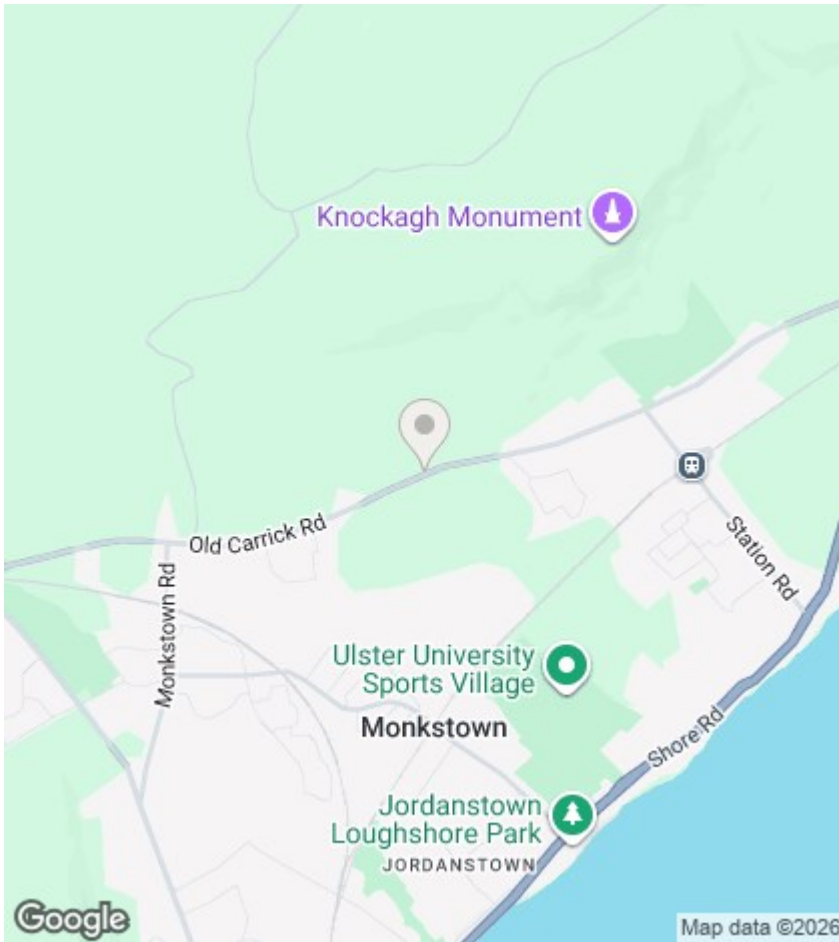 Knockagh Monument
Old Carrick Rd
Monkstown Rd
Station Rd
Ulster University
Sports Village
Monkstown
Shore Rd
Jordanstown
Loughshore Park
JORDANSTOWN
Google
Map data ©2026